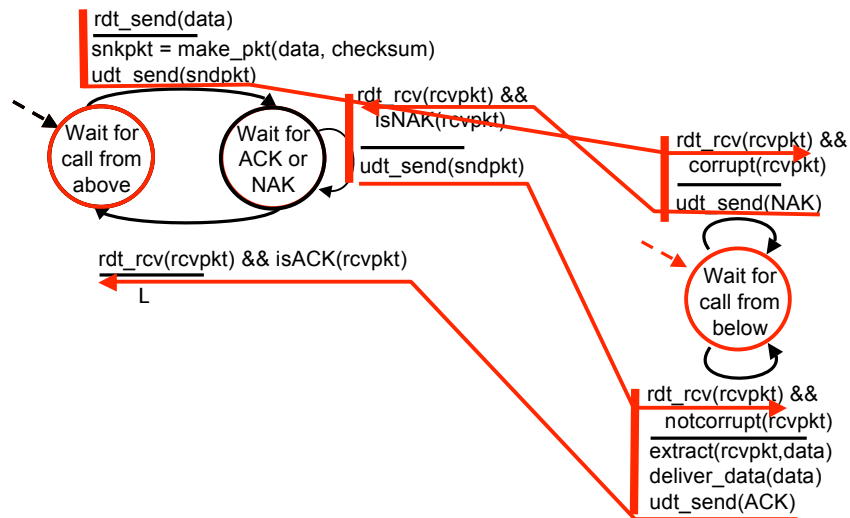 rdt_send(data)
snkpkt = make_pkt(data, checksum)
udt_send(sndpkt)
Wait for
call from
above
Wait for
ACK or
NAK
rdt_rcv(rcvpkt) &&
isNAK(rcvpkt)
udt_send(sndpkt)
rdt_rcv(rcvpkt) && isACK(rcvpkt)
L
rdt_rcv(rcvpkt) &&
corrupt(rcvpkt)
udt_send(NAK)
Wait for
call from
below
rdt_rcv(rcvpkt) &&
notcorrupt(rcvpkt)
extract(rcvpkt,data)
deliver_data(data)
udt_send(ACK)